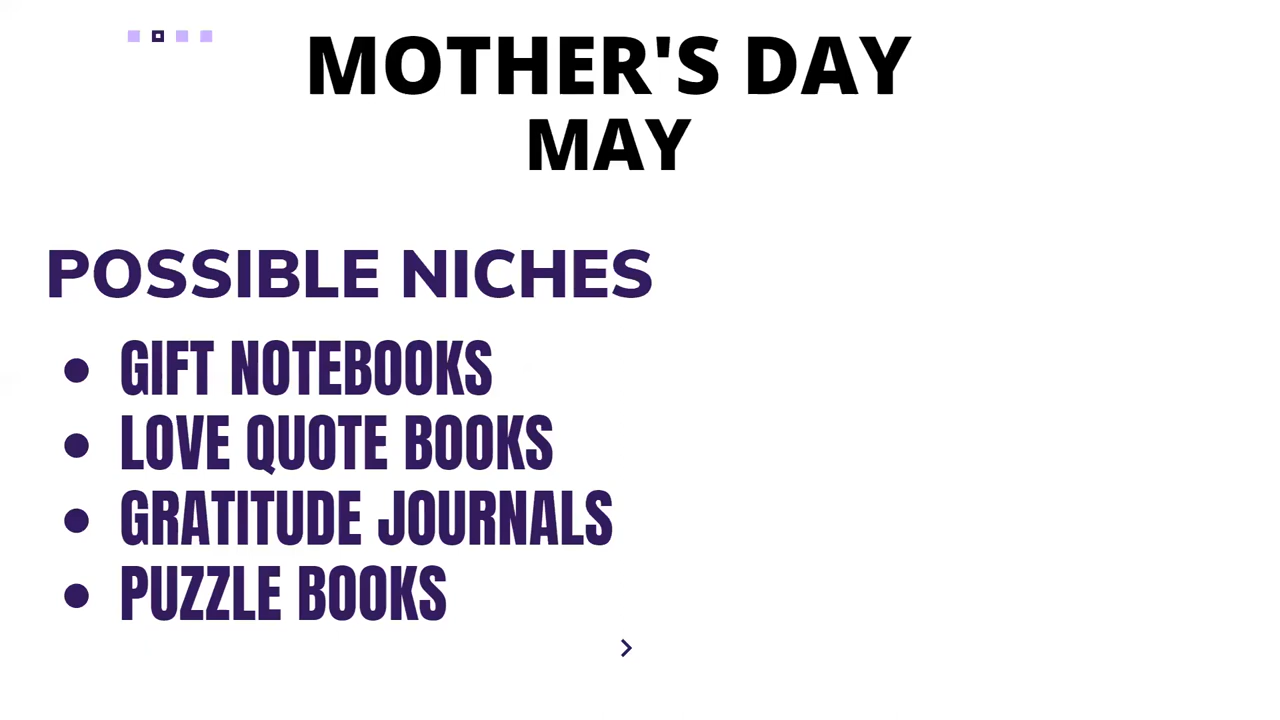 MOTHER'S DAY
MAY
POSSIBLE NICHES
• GIFT NOTEBOOKS
• LOVE QUOTE BOOKS
• GRATITUDE JOURNALS
• PUZZLE BOOKS